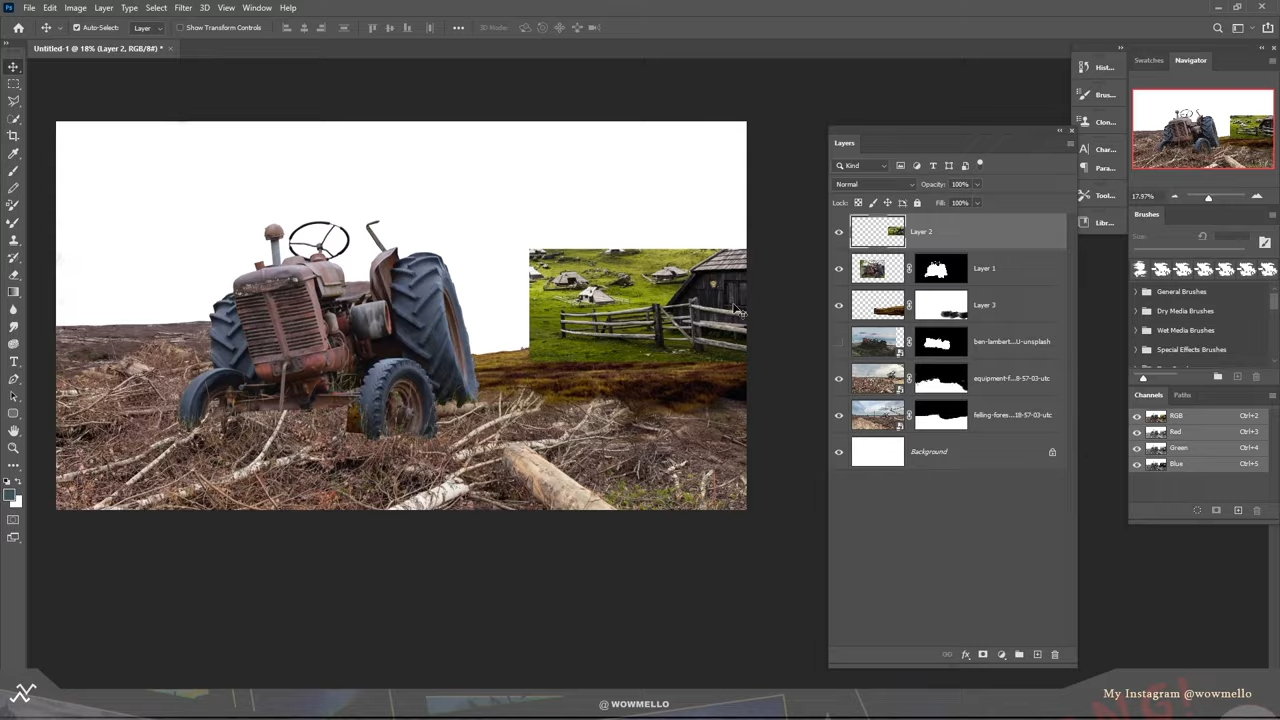 Ps File Edit Image Layer Type Select Filter 3D View Window Help
Auto-Select: Layer Show Transform Controls 3D Mode:
Untitled-1 @ 18% (Layer 2, RGB/8#) *
Hist...
Brus...
Clon...
Char...
Para...
Tool...
Libr...
Swatches Navigator
17.97%
Brushes
Size:
General Brushes
Dry Media Brushes
Wet Media Brushes
Special Effects Brushes
Channels Paths
RGB Ctrl+2
Red Ctrl+3
Green Ctrl+4
Blue Ctrl+5
Layers
Kind
Normal Opacity: 100%
Lock: Fill: 100%
Layer 2
Layer 1
Layer 3
ben-lambert...U-unsplash
equipment-f...8-57-03-utc
felling-fores...18-57-03-utc
Background
@ WOWMELLO
My Instagram @wowmello